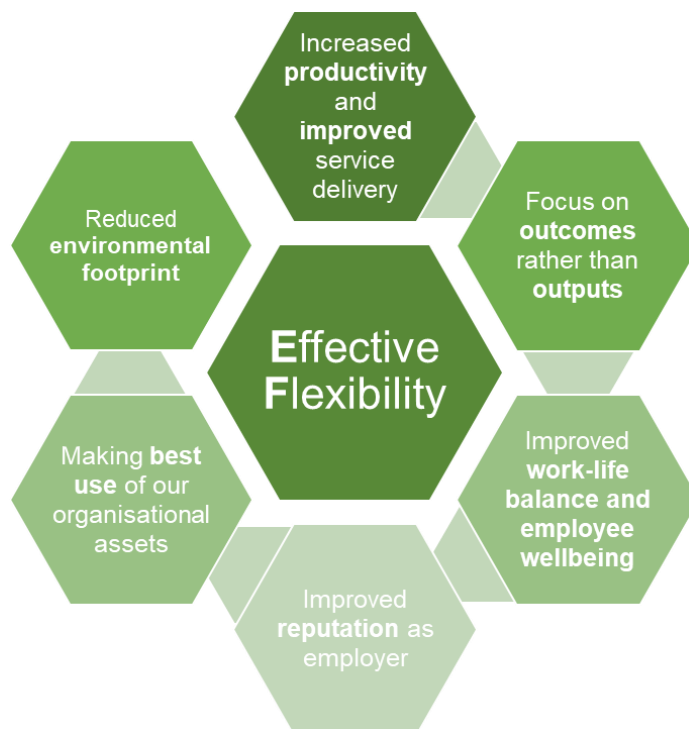 Increased
productivity
and
improved
service
delivery
Focus on
outcomes
rather than
outputs
Improved
work-life
balance and
employee
wellbeing
Improved
reputation as
employer
Making best
use of our
organisational
assets
Reduced
environmental
footprint
Effective
Flexibility